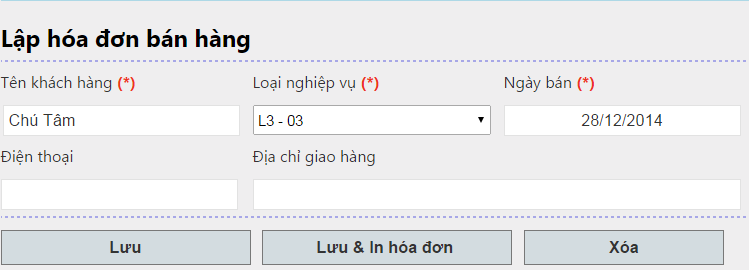 Lập hóa đơn bán hàng
Tên khách hàng (*) Loại nghiệp vụ (*) Ngày bán (*)
Chú Tâm L3 - 03 28/12/2014
Điện thoại Địa chỉ giao hàng
Lưu Lưu & In hóa đơn Xóa